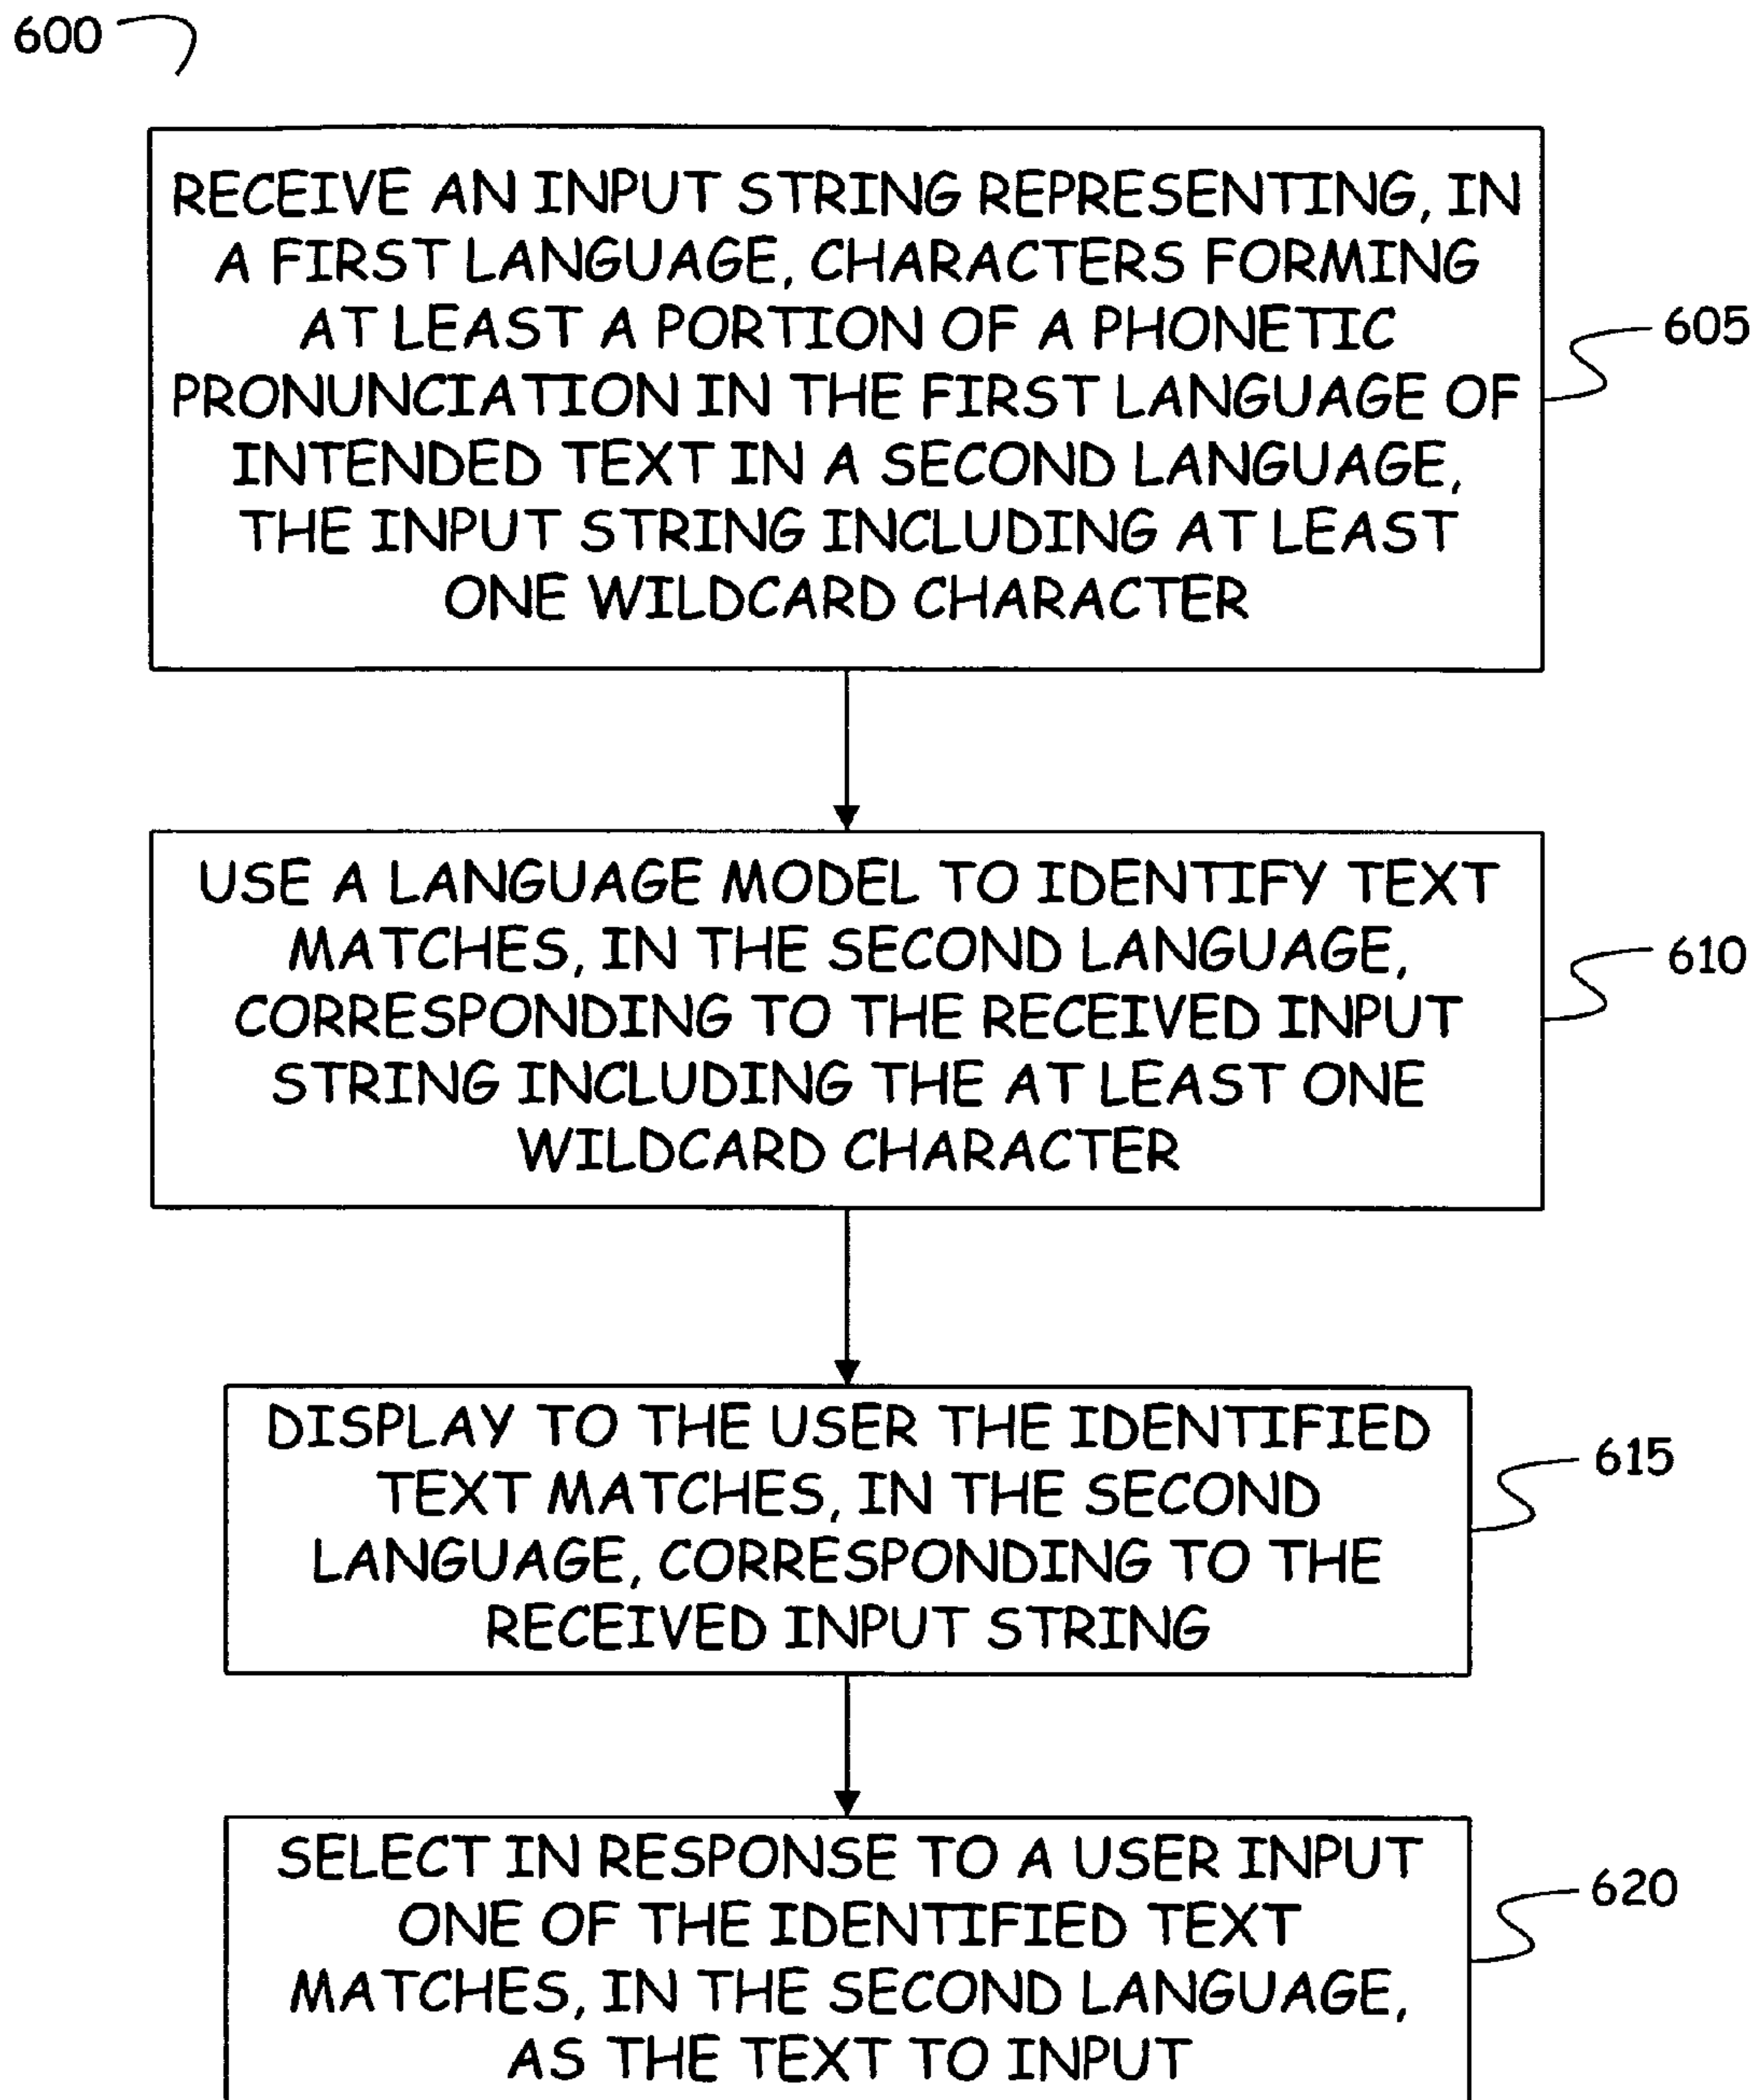 600
RECEIVE AN INPUT STRING REPRESENTING, IN
A FIRST LANGUAGE, CHARACTERS FORMING
AT LEAST A PORTION OF A PHONETIC
PRONUNCIATION IN THE FIRST LANGUAGE OF
INTENDED TEXT IN A SECOND LANGUAGE,
THE INPUT STRING INCLUDING AT LEAST
ONE WILDCARD CHARACTER
605
USE A LANGUAGE MODEL TO IDENTIFY TEXT
MATCHES, IN THE SECOND LANGUAGE,
CORRESPONDING TO THE RECEIVED INPUT
STRING INCLUDING THE AT LEAST ONE
WILDCARD CHARACTER
610
DISPLAY TO THE USER THE IDENTIFIED
TEXT MATCHES, IN THE SECOND
LANGUAGE, CORRESPONDING TO THE
RECEIVED INPUT STRING
615
SELECT IN RESPONSE TO A USER INPUT
ONE OF THE IDENTIFIED TEXT
MATCHES, IN THE SECOND LANGUAGE,
AS THE TEXT TO INPUT
620